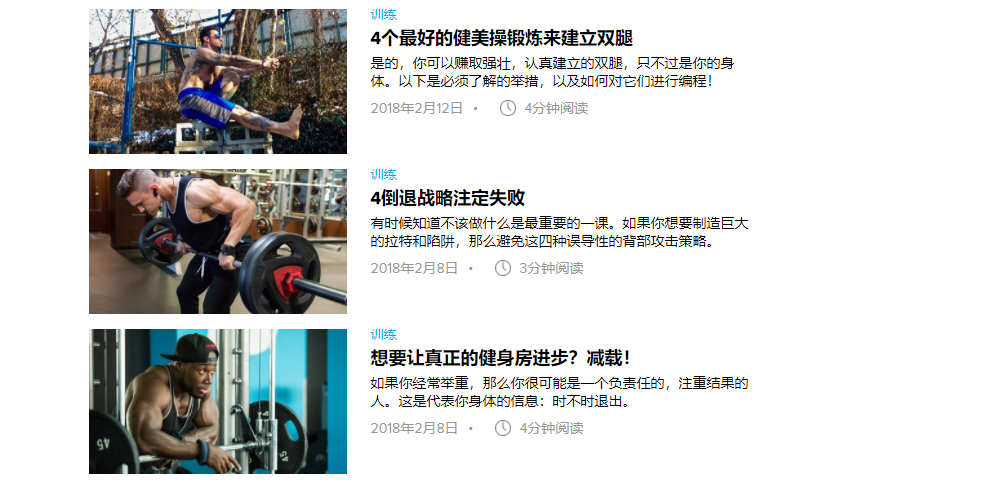 训练
4个最好的健美操锻炼来建立双腿
是的，你可以赚取强壮，认真建立的双腿，只不过是你的身
体。以下是必须了解的举措，以及如何对它们进行编程！
2018年2月12日 • 4分钟阅读
训练
4倒退战略注定失败
有时候知道不该做什么是最重要的一课。如果你想要制造巨大
的拉特和陷阱，那么避免这四种误导性的背部攻击策略。
2018年2月8日 • 3分钟阅读
训练
想要让真正的健身房进步？减载！
如果你经常举重，那么你很可能是一个负责任的，注重结果的
人。这是代表你身体的信息：时不时退出。
2018年2月8日 • 4分钟阅读
45
45